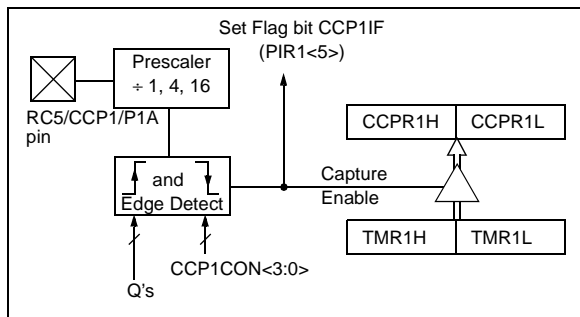 Set Flag bit CCP1IF
(PIR1<5>)
Prescaler
÷ 1, 4, 16
RC5/CCP1/P1A
pin
CCPR1H
CCPR1L
and
Edge Detect
Capture
Enable
TMR1H
TMR1L
CCP1CON<3:0>
Q's